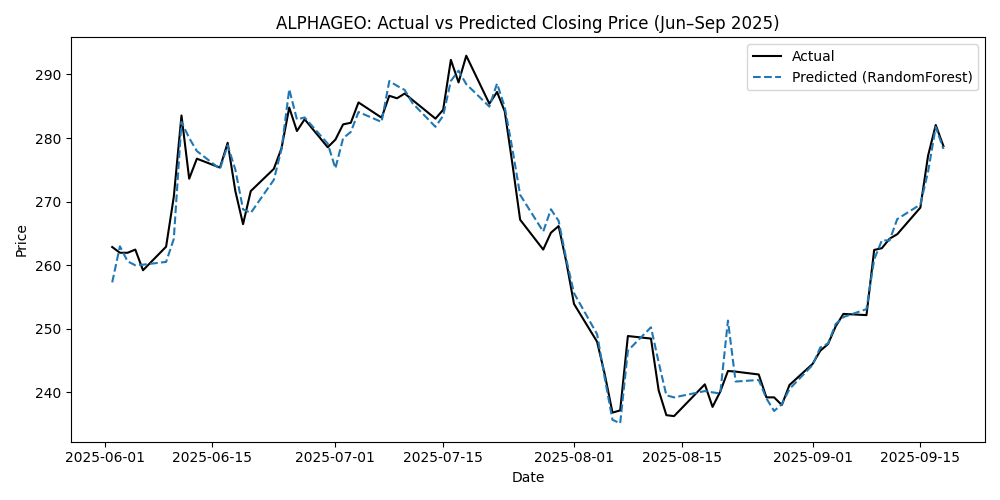 ALPHAGEO: Actual vs Predicted Closing Price (Jun–Sep 2025)
Actual
Predicted (RandomForest)
Price
290
280
270
260
250
240
2025-06-01 2025-06-15 2025-07-01 2025-07-15 2025-08-01 2025-08-15 2025-09-01 2025-09-15
Date